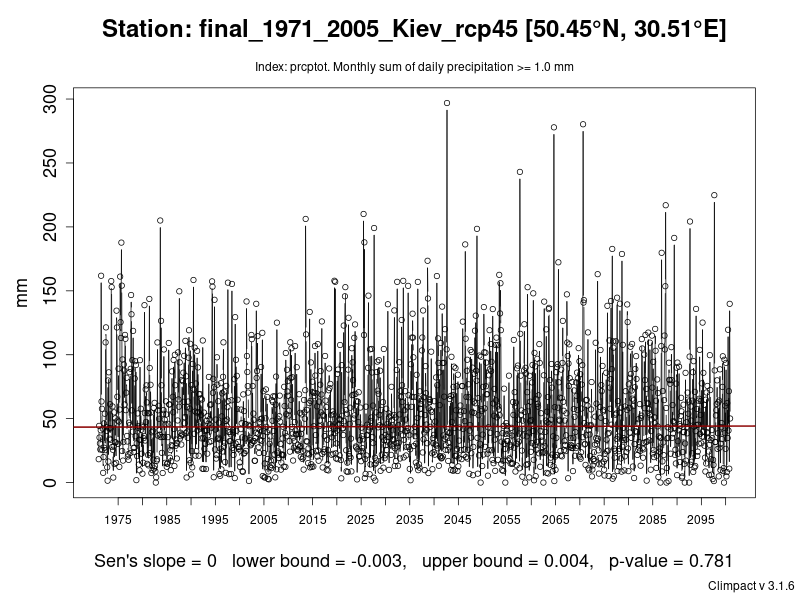 Station: final_1971_2005_Kiev_rcp45 [50.45°N, 30.51°E]
Index: prcptot. Monthly sum of daily precipitation >= 1.0 mm
300
250
200
150
100
50
0
mm
1975 1985 1995 2005 2015 2025 2035 2045 2055 2065 2075 2085 2095
Sen's slope = 0 lower bound = -0.003, upper bound = 0.004, p-value = 0.781
Climpact v 3.1.6